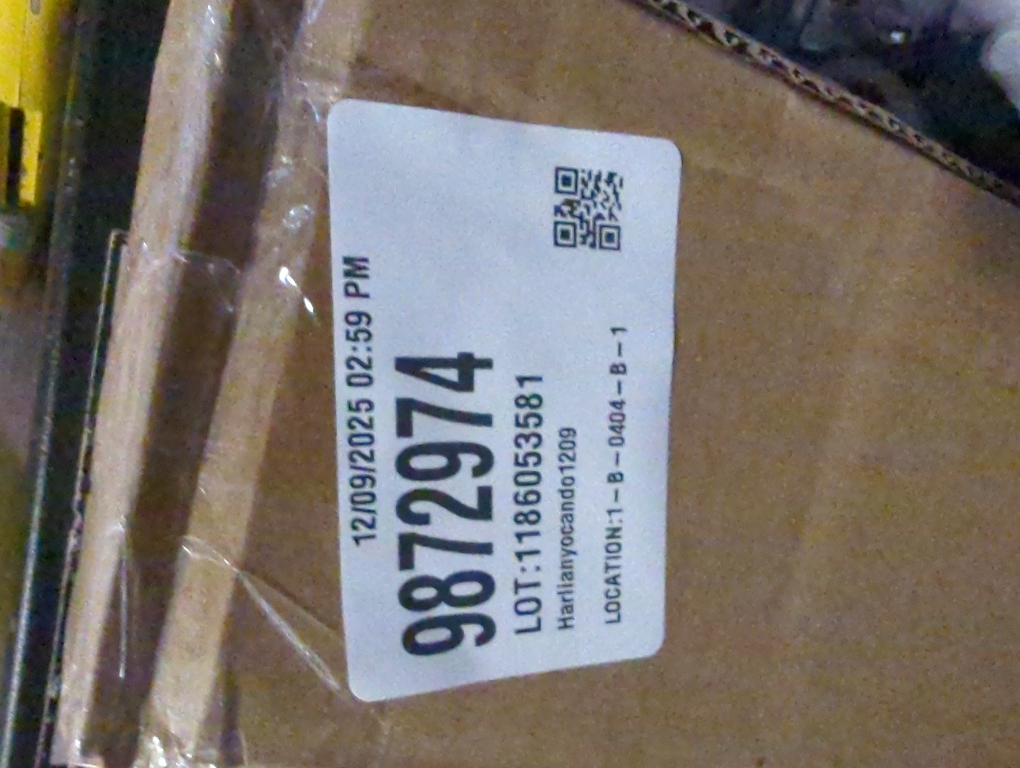 12/09/2025 02:59 PM
9872974
LOT:1186053581
Harlianyocando1209
LOCATION:1-B-0404-B-1